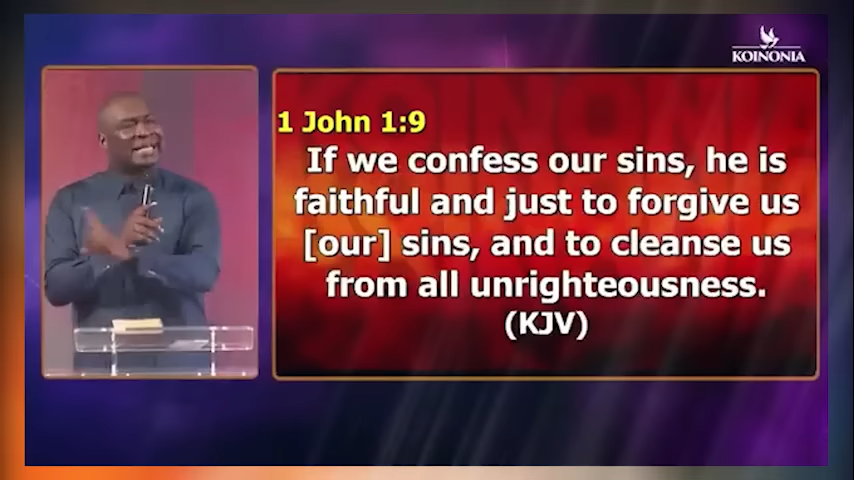 KOINONIA
1 John 1:9
If we confess our sins, he is
faithful and just to forgive us
[our] sins, and to cleanse us
from all unrighteousness.
(KJV)